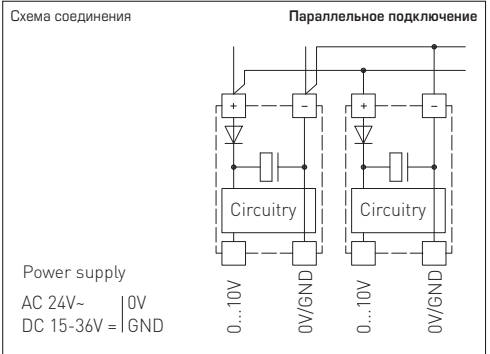 Схема соединения
Параллельное подключение
+ − + −
Circuitry
Circuitry
Power supply
AC 24V~ 0V
DC 15-36V = GND
0...10V
0V/GND
0...10V
0V/GND